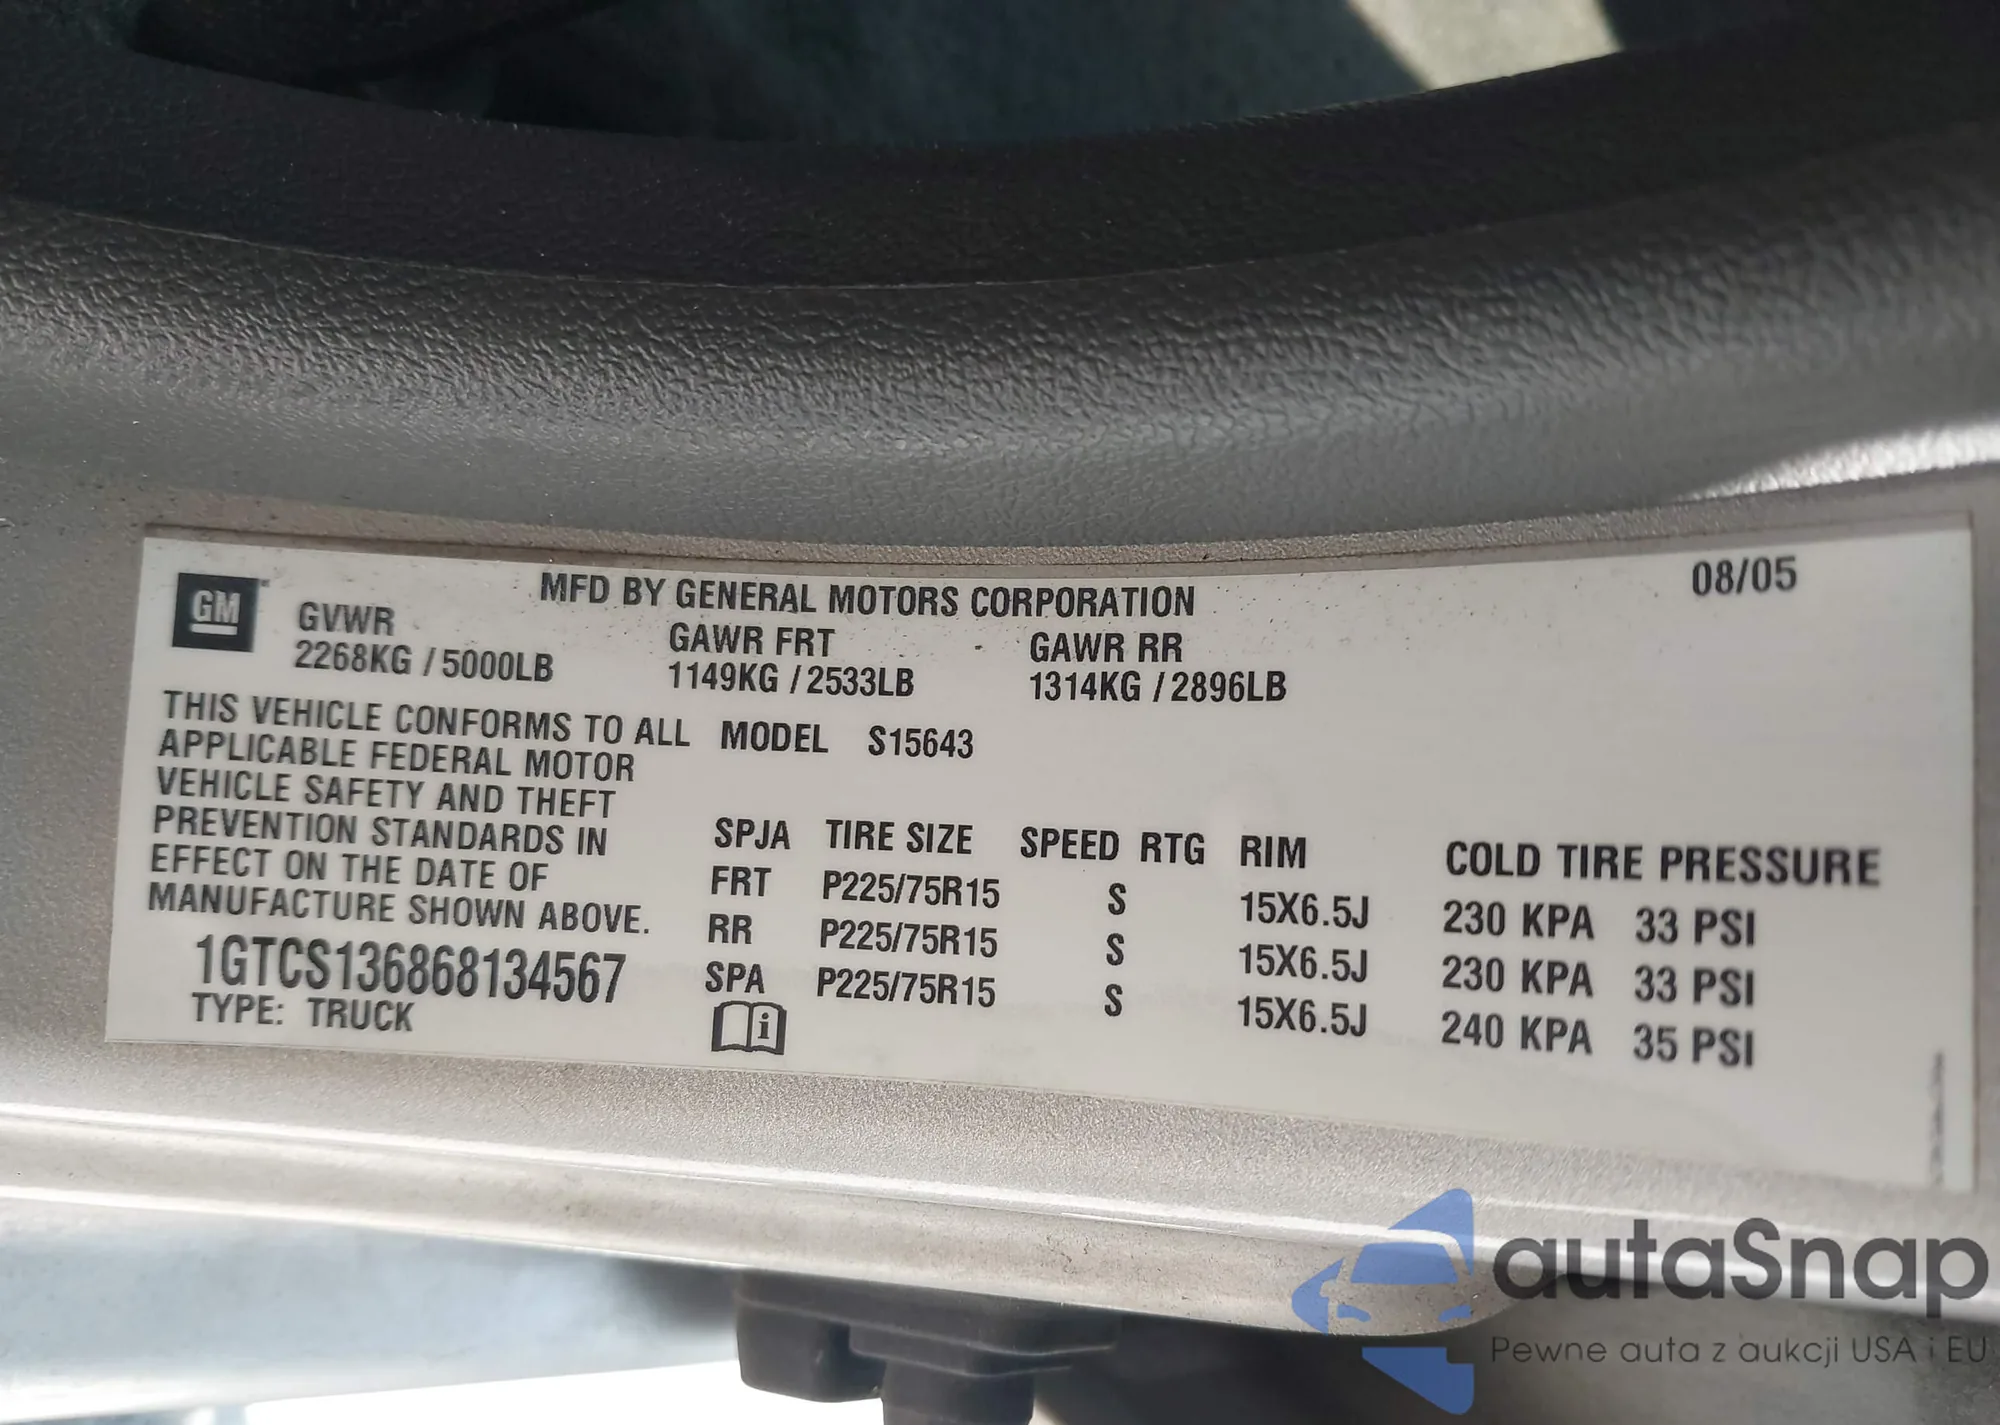 GM
MFD BY GENERAL MOTORS CORPORATION
08/05
GVWR
2268KG / 5000LB
GAWR FRT
1149KG / 2533LB
GAWR RR
1314KG / 2896LB
THIS VEHICLE CONFORMS TO ALL
APPLICABLE FEDERAL MOTOR
VEHICLE SAFETY AND THEFT
PREVENTION STANDARDS IN
EFFECT ON THE DATE OF
MANUFACTURE SHOWN ABOVE.
1GTCS136868134567
TYPE: TRUCK
MODEL S15643
SPJA TIRE SIZE SPEED RTG RIM COLD TIRE PRESSURE
FRT P225/75R15 S 15X6.5J 230 KPA 33 PSI
RR P225/75R15 S 15X6.5J 230 KPA 33 PSI
SPA P225/75R15 S 15X6.5J 240 KPA 35 PSI
i
autaSnap
Pewne auta z aukcji USA i EU